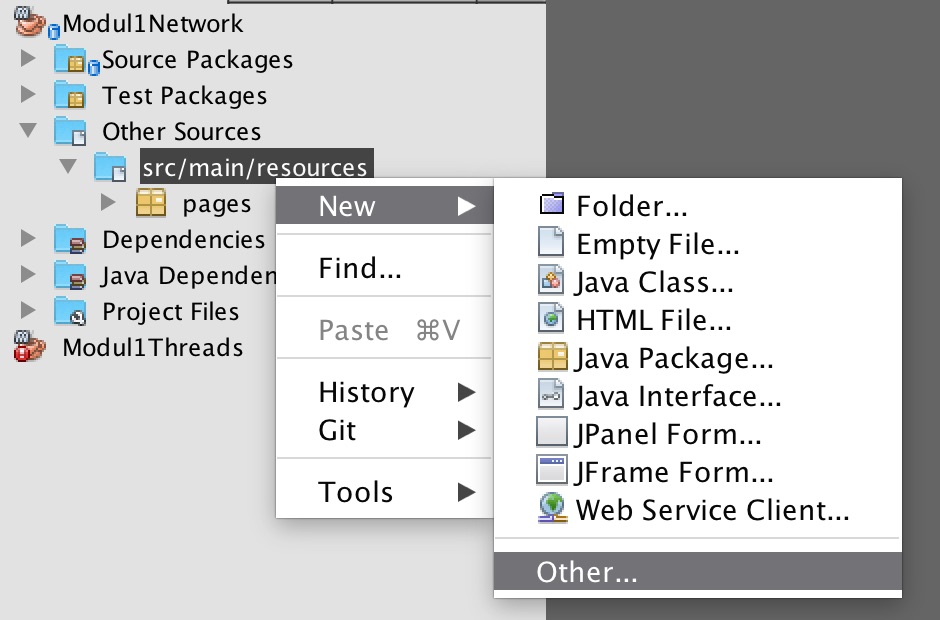 Modul1Network
Source Packages
Test Packages
Other Sources
src/main/resources
pages
Dependencies
Java Dependen
Project Files
Modul1Threads
New
Find...
Paste ⌘V
History
Git
Tools
Folder...
Empty File...
Java Class...
HTML File...
Java Package...
Java Interface...
JPanel Form...
JFrame Form...
Web Service Client...
Other...